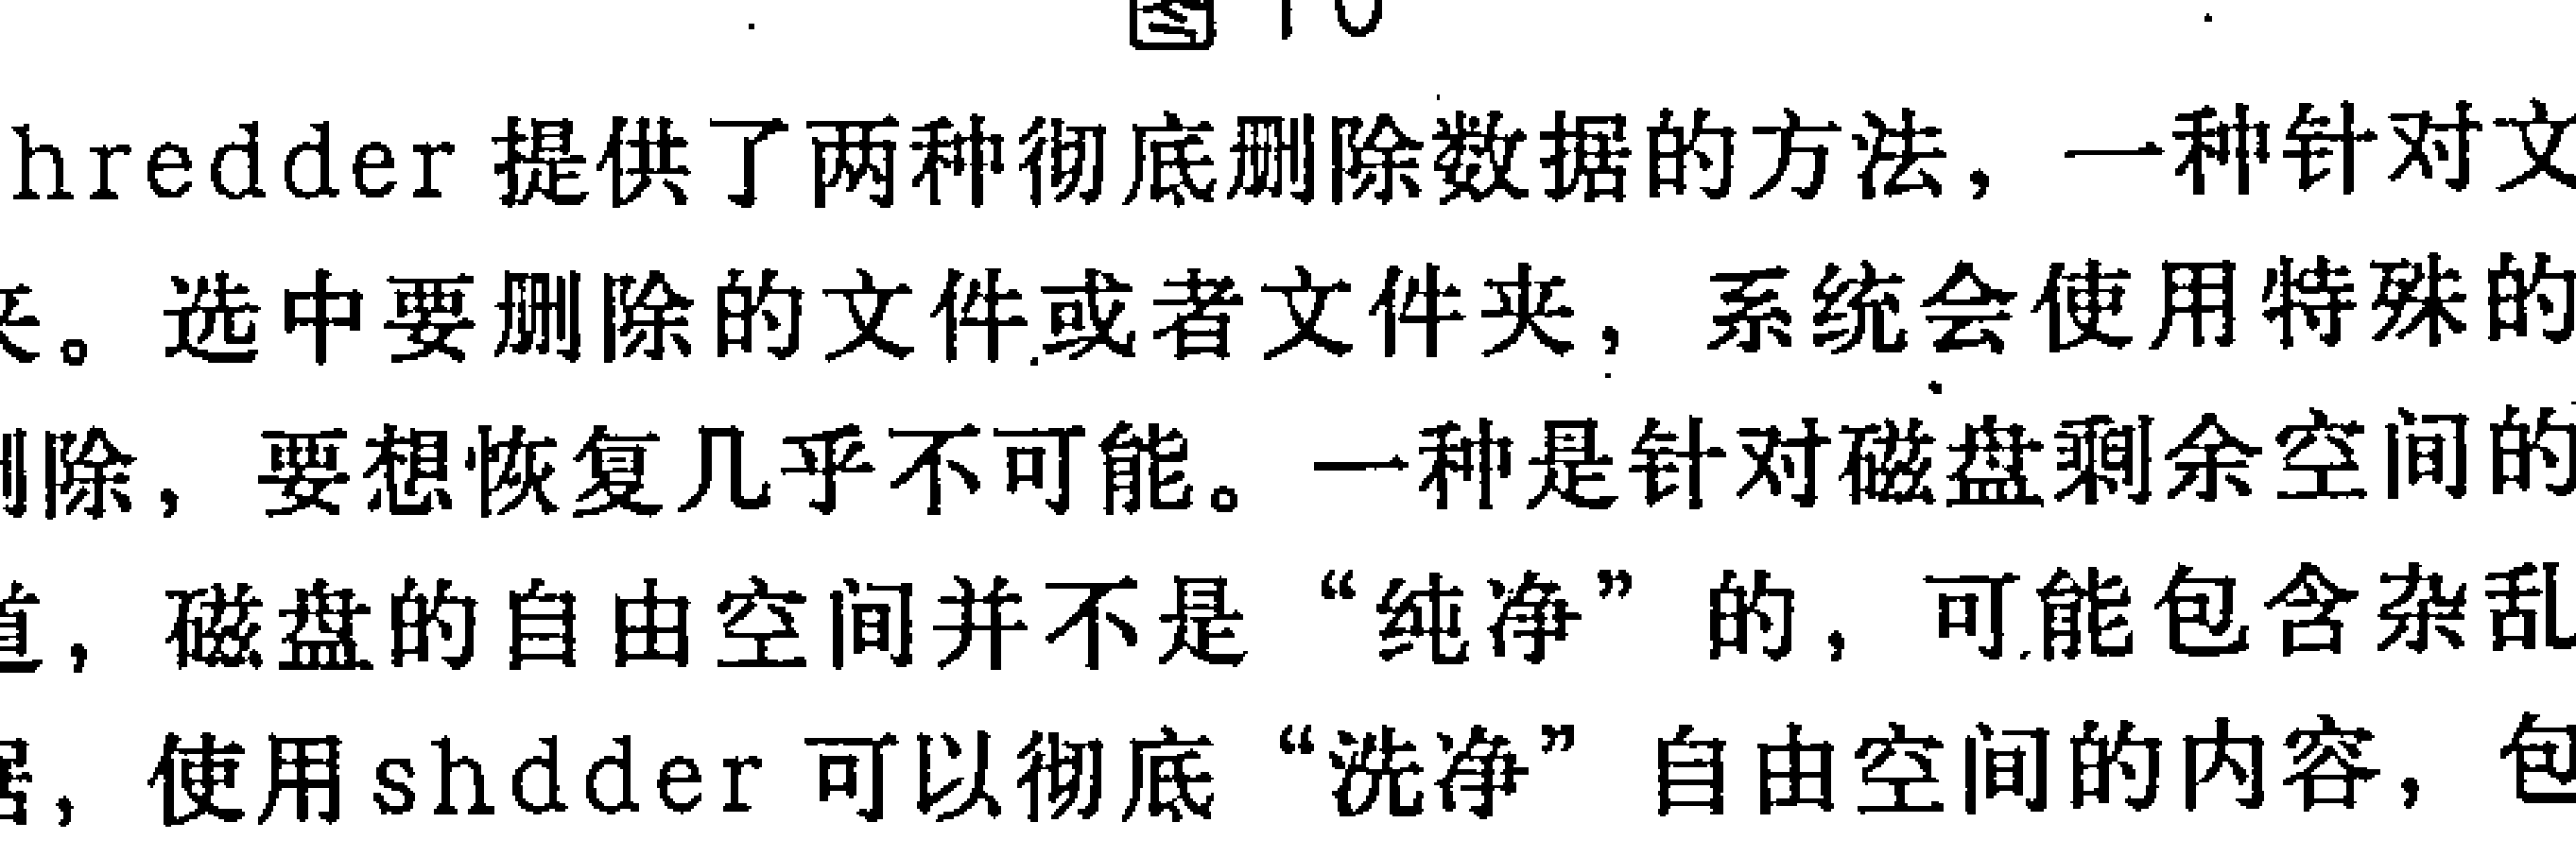 图 10
hredder 提供了两种彻底删除数据的方法，一种针对文
夹。选中要删除的文件或者文件夹，系统会使用特殊的
删除，要想恢复几乎不可能。一种是针对磁盘剩余空间的
道，磁盘的自由空间并不是“纯净”的，可能包含杂乱
据，使用shdder 可以彻底“洗净”自由空间的内容，包